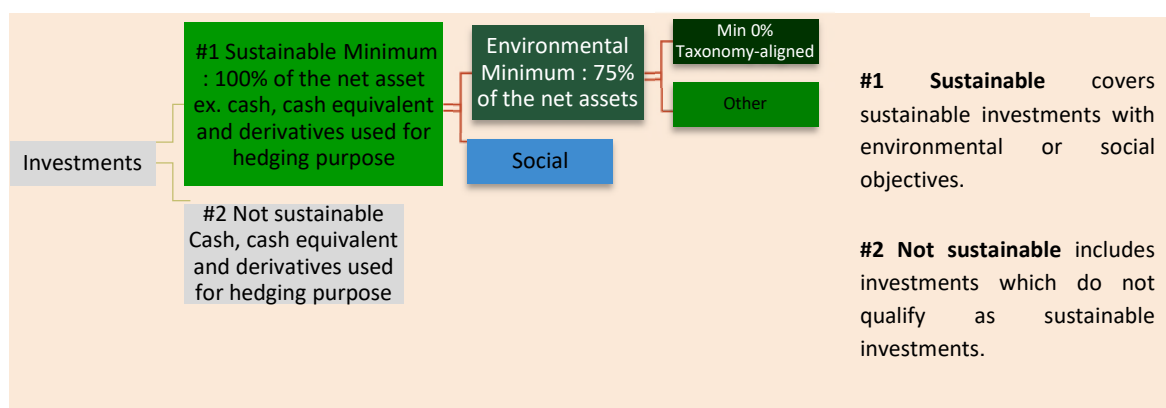 Investments
#1 Sustainable Minimum
: 100% of the net asset
ex. cash, cash equivalent
and derivatives used for
hedging purpose
#2 Not sustainable
Cash, cash equivalent
and derivatives used
for hedging purpose
Environmental
Minimum : 75%
of the net assets
Social
Min 0%
Taxonomy-aligned
Other
#1 Sustainable covers
sustainable investments with
environmental or social
objectives.
#2 Not sustainable includes
investments which do not
qualify as sustainable
investments.